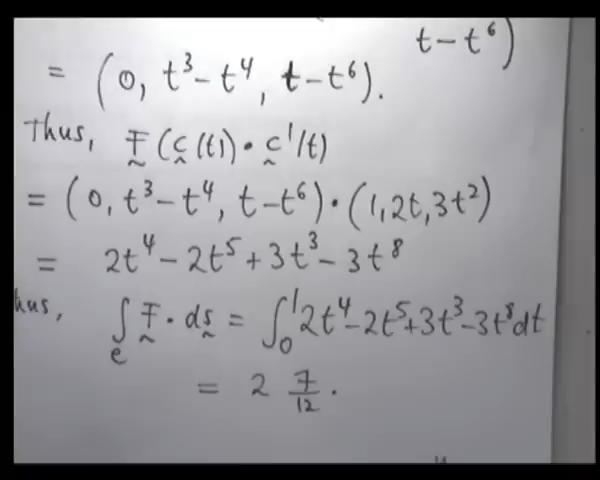 t – t⁶)
= (0, t³ – t⁴, t – t⁶).
Thus, F̰ (c̰ (t)) • c̰'(t)
= (0, t³ – t⁴, t – t⁶) • (1, 2t, 3t²)
= 2t⁴ – 2t⁵ + 3t³ – 3t⁸
hus, ∫_C F̰ • ds̰ = ∫₀¹ 2t⁴ – 2t⁵ + 3t³ – 3t⁸ dt
= 2 7/12 .